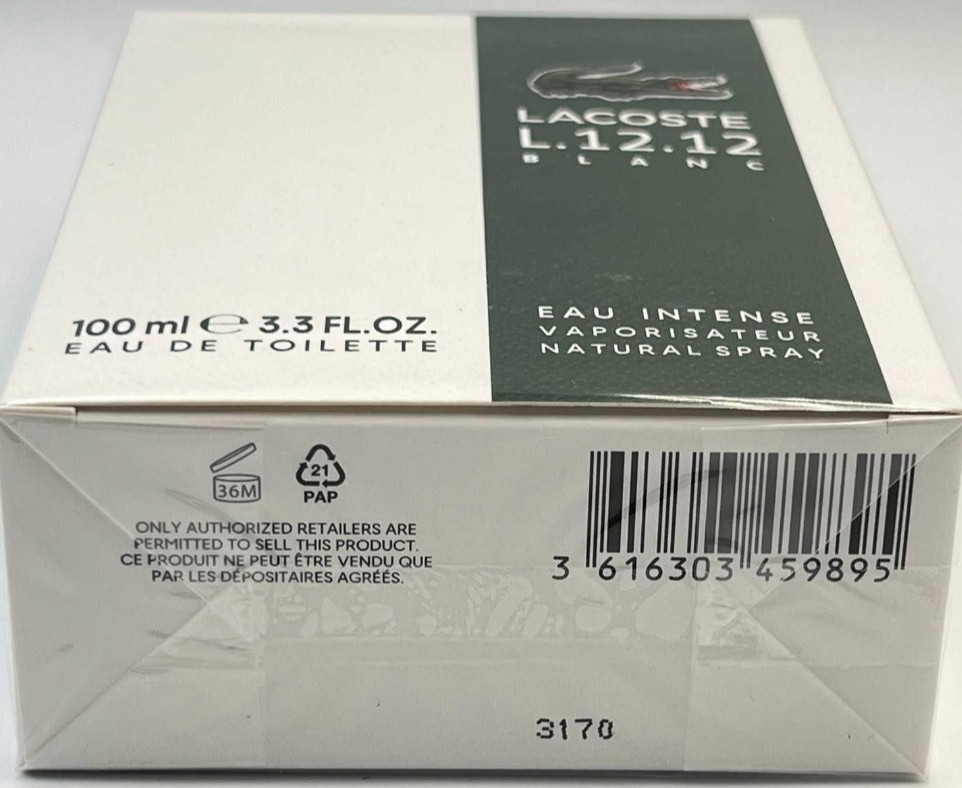 LACOSTE
L.12.12
BLANC
100 ml e 3.3 FL.OZ.
EAU DE TOILETTE
EAU INTENSE
VAPORISATEUR
NATURAL SPRAY
36M
21
PAP
ONLY AUTHORIZED RETAILERS ARE
PERMITTED TO SELL THIS PRODUCT.
CE PRODUIT NE PEUT ÊTRE VENDU QUE
PAR LES DÉPOSITAIRES AGRÉÉS.
3 616303 459895
3170